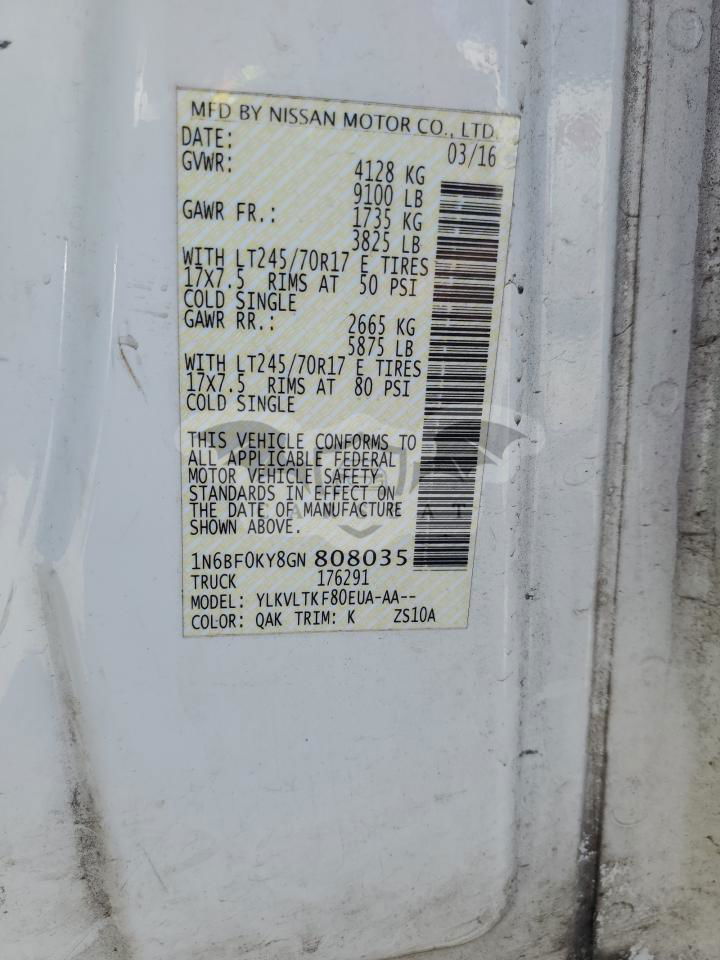 MFD BY NISSAN MOTOR CO., LTD.
DATE: 03/16
GVWR: 4128 KG
9100 LB
GAWR FR.: 1735 KG
3825 LB
WITH LT245/70R17 E TIRES
17X7.5 RIMS AT 50 PSI
COLD SINGLE
GAWR RR.: 2665 KG
5875 LB
WITH LT245/70R17 E TIRES
17X7.5 RIMS AT 80 PSI
COLD SINGLE
THIS VEHICLE CONFORMS TO
ALL APPLICABLE FEDERAL
MOTOR VEHICLE SAFETY
STANDARDS IN EFFECT ON
THE DATE OF MANUFACTURE
SHOWN ABOVE.
1N6BF0KY8GN 808035
TRUCK 176291
MODEL: YLKVLTKF80EUA-AA--
COLOR: QAK TRIM: K ZS10A